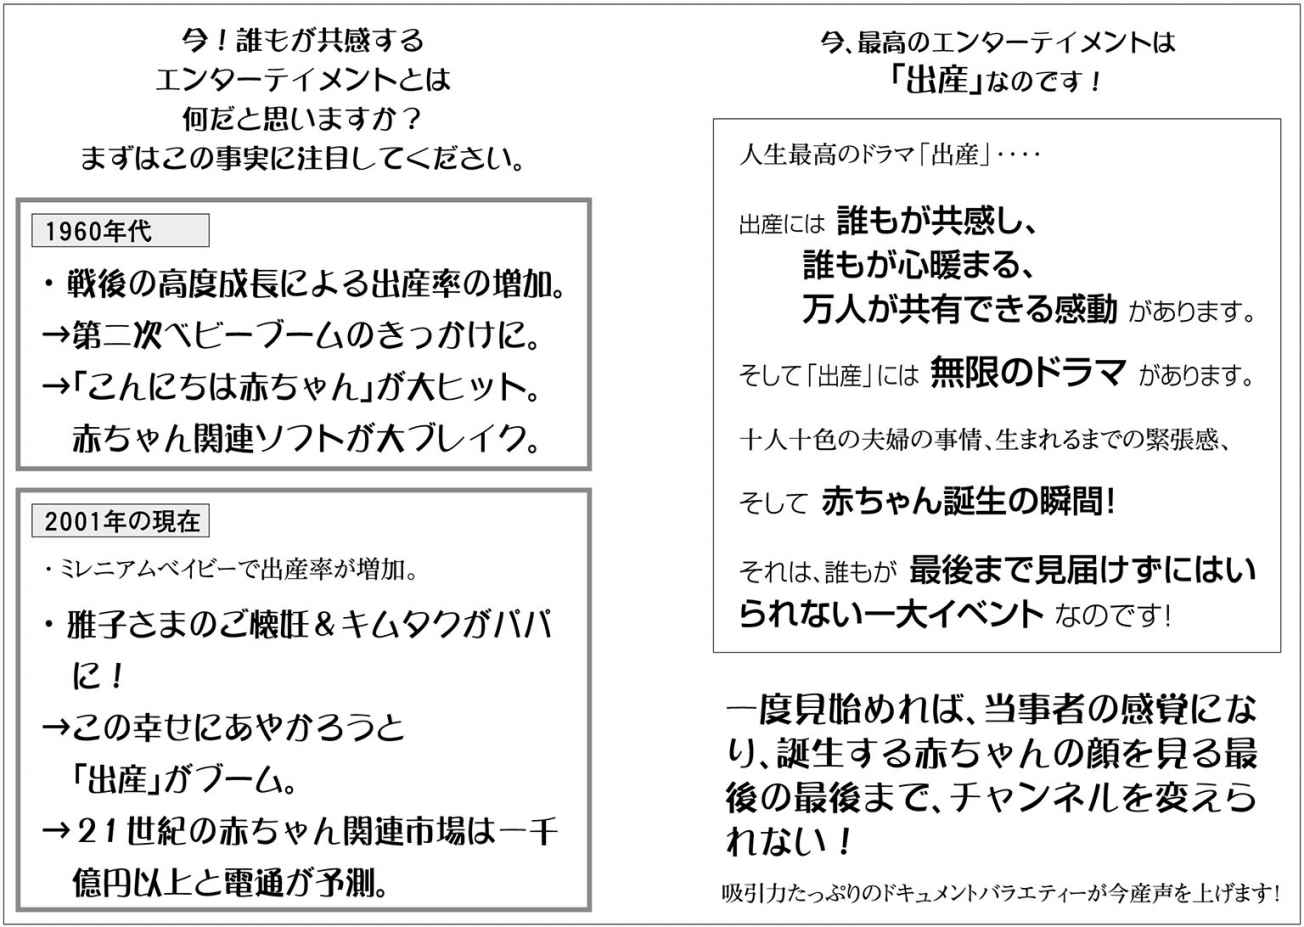 今！誰もが共感する
エンターテイメントとは
何だと思いますか？
まずはこの事実に注目してください。
1960年代
・戦後の高度成長による出産率の増加。
→第二次ベビーブームのきっかけに。
→「こんにちは赤ちゃん」が大ヒット。
赤ちゃん関連ソフトが大ブレイク。
2001年の現在
・ミレニアムベイビーで出産率が増加。
・雅子さまのご懐妊＆キムタクがパパ
に！
→この幸せにあやかろうと
「出産」がブーム。
→２１世紀の赤ちゃん関連市場は一千
億円以上と電通が予測。
今、最高のエンターテイメントは
「出産」なのです！
人生最高のドラマ「出産」‥‥
出産には 誰もが共感し、
誰もが心暖まる、
万人が共有できる感動 があります。
そして「出産」には 無限のドラマ があります。
十人十色の夫婦の事情、生まれるまでの緊張感、
そして 赤ちゃん誕生の瞬間！
それは、誰もが 最後まで見届けずにはい
られない一大イベント なのです！
一度見始めれば、当事者の感覚にな
り、誕生する赤ちゃんの顔を見る最
後の最後まで、チャンネルを変えら
れない！
吸引力たっぷりのドキュメントバラエティーが今産声を上げます！